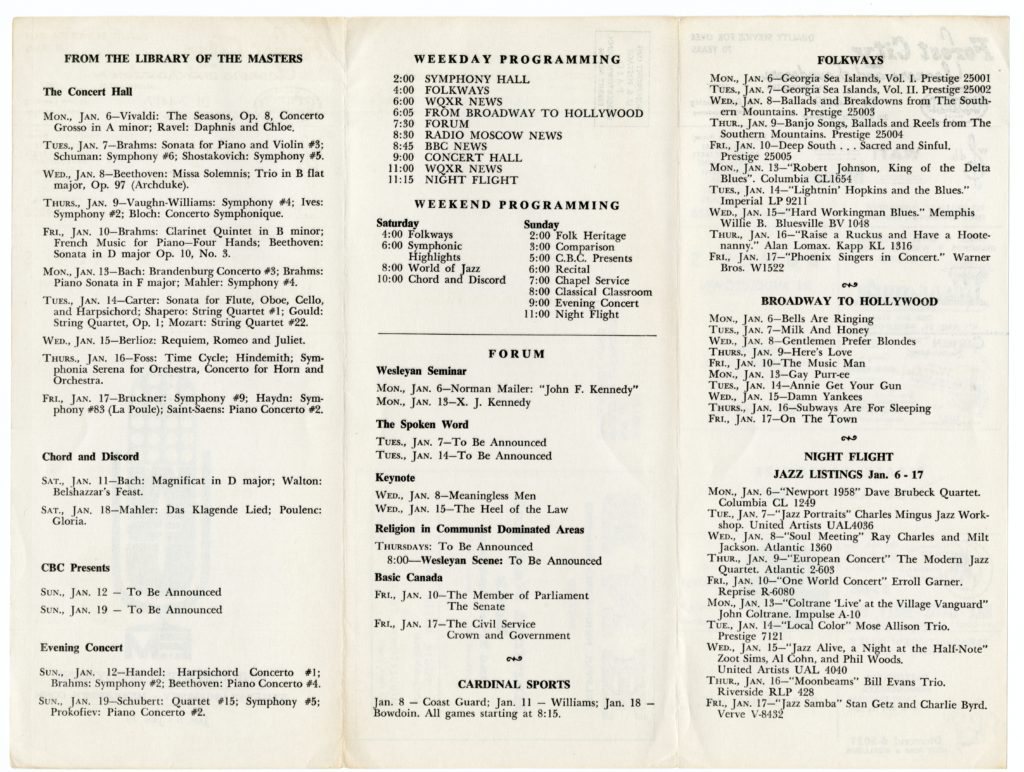 FROM THE LIBRARY OF THE MASTERS
The Concert Hall
MON., JAN. 6—Vivaldi: The Seasons, Op. 8, Concerto
Grosso in A minor; Ravel: Daphnis and Chloe.
TUES., JAN. 7—Brahms: Sonata for Piano and Violin #3;
Schuman: Symphony #6; Shostakovich: Symphony #5.
WED., JAN. 8—Beethoven: Missa Solemnis; Trio in B flat
major, Op. 97 (Archduke).
THURS., JAN. 9—Vaughn-Williams: Symphony #4; Ives:
Symphony #2; Bloch: Concerto Symphonique.
FRI., JAN. 10—Brahms: Clarinet Quintet in B minor;
French Music for Piano—Four Hands; Beethoven:
Sonata in D major Op. 10, No. 3.
MON., JAN. 13—Bach: Brandenburg Concerto #3; Brahms:
Piano Sonata in F major; Mahler: Symphony #4.
TUES., JAN. 14—Carter: Sonata for Flute, Oboe, Cello,
and Harpsichord; Shapero: String Quartet #1; Gould:
String Quartet, Op. 1; Mozart: String Quartet #22.
WED., JAN. 15—Berlioz: Requiem, Romeo and Juliet.
THURS., JAN. 16—Foss: Time Cycle; Hindemith; Sym-
phonia Serena for Orchestra, Concerto for Horn and
Orchestra.
FRI., JAN. 17—Bruckner: Symphony #9; Haydn: Sym-
phony #83 (La Poule); Saint-Saens: Piano Concerto #2.
Chord and Discord
SAT., JAN. 11—Bach: Magnificat in D major; Walton:
Belshazzar's Feast.
SAT., JAN. 18—Mahler: Das Klagende Lied; Poulenc:
Gloria.
CBC Presents
SUN., JAN. 12 — To Be Announced
SUN., JAN. 19 — To Be Announced
Evening Concert
SUN., JAN. 12—Handel: Harpsichord Concerto #1;
Brahms: Symphony #2; Beethoven: Piano Concerto #4.
SUN., JAN. 19—Schubert: Quartet #15; Symphony #5;
Prokofiev: Piano Concerto #2.
WEEKDAY PROGRAMMING
2:00 SYMPHONY HALL
4:00 FOLKWAYS
6:00 WQXR NEWS
6:05 FROM BROADWAY TO HOLLYWOOD
7:30 FORUM
8:30 RADIO MOSCOW NEWS
8:45 BBC NEWS
9:00 CONCERT HALL
11:00 WQXR NEWS
11:15 NIGHT FLIGHT
WEEKEND PROGRAMMING
Saturday
4:00 Folkways
6:00 Symphonic
Highlights
8:00 World of Jazz
10:00 Chord and Discord
Sunday
2:00 Folk Heritage
3:00 Comparison
5:00 C.B.C. Presents
6:00 Recital
7:00 Chapel Service
8:00 Classical Classroom
9:00 Evening Concert
11:00 Night Flight
FORUM
Wesleyan Seminar
MON., JAN. 6—Norman Mailer: "John F. Kennedy"
MON., JAN. 13—X. J. Kennedy
The Spoken Word
TUES., JAN. 7—To Be Announced
TUES., JAN. 14—To Be Announced
Keynote
WED., JAN. 8—Meaningless Men
WED., JAN. 15—The Heel of the Law
Religion in Communist Dominated Areas
THURSDAYS: To Be Announced
8:00—Wesleyan Scene: To Be Announced
Basic Canada
FRI., JAN. 10—The Member of Parliament
The Senate
FRI., JAN. 17—The Civil Service
Crown and Government
CARDINAL SPORTS
Jan. 8 — Coast Guard; Jan. 11 — Williams; Jan. 18 —
Bowdoin. All games starting at 8:15.
FOLKWAYS
MON., JAN. 6—Georgia Sea Islands, Vol. I. Prestige 25001
TUES., JAN. 7—Georgia Sea Islands, Vol. II. Prestige 25002
WED., JAN. 8—Ballads and Breakdowns from The South-
ern Mountains. Prestige 25003
THUR., JAN. 9—Banjo Songs, Ballads and Reels from The
Southern Mountains. Prestige 25004
FRI., JAN. 10—Deep South . . . Sacred and Sinful.
Prestige 25005
MON., JAN. 13—"Robert Johnson, King of the Delta
Blues". Columbia CL1654
TUES., JAN. 14—"Lightnin' Hopkins and the Blues."
Imperial LP 9211
WED., JAN. 15—"Hard Workingman Blues." Memphis
Willie B. Bluesville BV 1048
THUR., JAN. 16—"Raise a Ruckus and Have a Hoote-
nanny." Alan Lomax. Kapp KL 1316
FRI., JAN. 17—"Phoenix Singers in Concert." Warner
Bros. W1522
BROADWAY TO HOLLYWOOD
MON., JAN. 6—Bells Are Ringing
TUES., JAN. 7—Milk And Honey
WED., JAN. 8—Gentlemen Prefer Blondes
THURS., JAN. 9—Here's Love
FRI., JAN. 10—The Music Man
MON., JAN. 13—Gay Purr-ee
TUES., JAN. 14—Annie Get Your Gun
WED., JAN. 15—Damn Yankees
THURS., JAN. 16—Subways Are For Sleeping
FRI., JAN. 17—On The Town
NIGHT FLIGHT
JAZZ LISTINGS Jan. 6 - 17
MON., JAN. 6—"Newport 1958" Dave Brubeck Quartet.
Columbia CL 1249
TUE., JAN. 7—"Jazz Portraits" Charles Mingus Jazz Work-
shop. United Artists UAL4036
WED., JAN. 8—"Soul Meeting" Ray Charles and Milt
Jackson. Atlantic 1360
THUR., JAN. 9—"European Concert" The Modern Jazz
Quartet. Atlantic 2-603
FRI., JAN. 10—"One World Concert" Erroll Garner.
Reprise R-6080
MON., JAN. 13—"Coltrane 'Live' at the Village Vanguard"
John Coltrane. Impulse A-10
TUE., JAN. 14—"Local Color" Mose Allison Trio.
Prestige 7121
WED., JAN. 15—"Jazz Alive, a Night at the Half-Note"
Zoot Sims, Al Cohn, and Phil Woods.
United Artists UAL 4040
THUR., JAN. 16—"Moonbeams" Bill Evans Trio.
Riverside RLP 428
FRI., JAN. 17—"Jazz Samba" Stan Getz and Charlie Byrd.
Verve V-8432